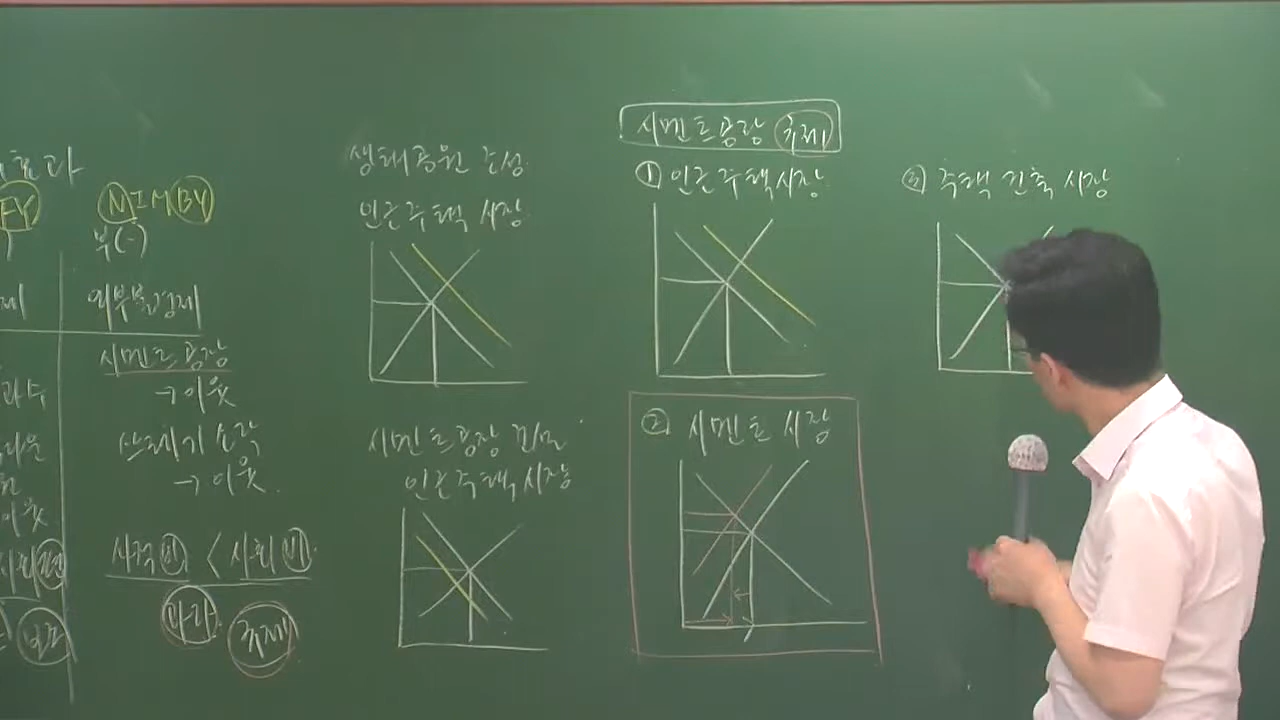 효과
FY
NIMBY
부(-)
외부불경제
시멘트공장
→이웃
쓰레기 소각
→이웃
사적비 < 사회비
과다
규제
생태공원 조성
인근주택 시장
시멘트공장 건설
인근주택 시장
시멘트공장 규제
① 인근주택시장
② 시멘트 시장
③ 주택 건축 시장